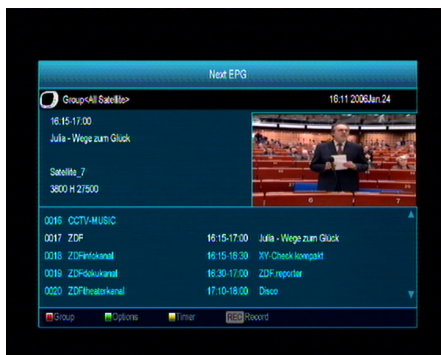 Next EPG
Group<All Satellite>
16:11 2006Jan.24
16:15-17:00
Julia - Wege zum Glück
Satellite_7
3800 H 27500
6 7
0016 CCTV-MUSIC
0017 ZDF 16:15-17:00 Julia - Wege zum Glück
0018 ZDFinfokanal 16:15-16:30 XY-Check kompakt
0019 ZDFdokukanal 16:30-17:00 ZDF.reporter
0020 ZDFtheaterkanal 17:10-18:00 Disco
Group Options Timer REC Record